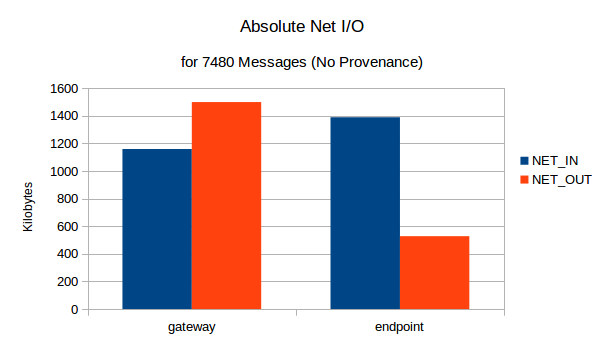 Absolute Net I/O
for 7480 Messages (No Provenance)
Kilobytes
1600
1400
1200
1000
800
600
400
200
0
gateway
endpoint
NET_IN
NET_OUT